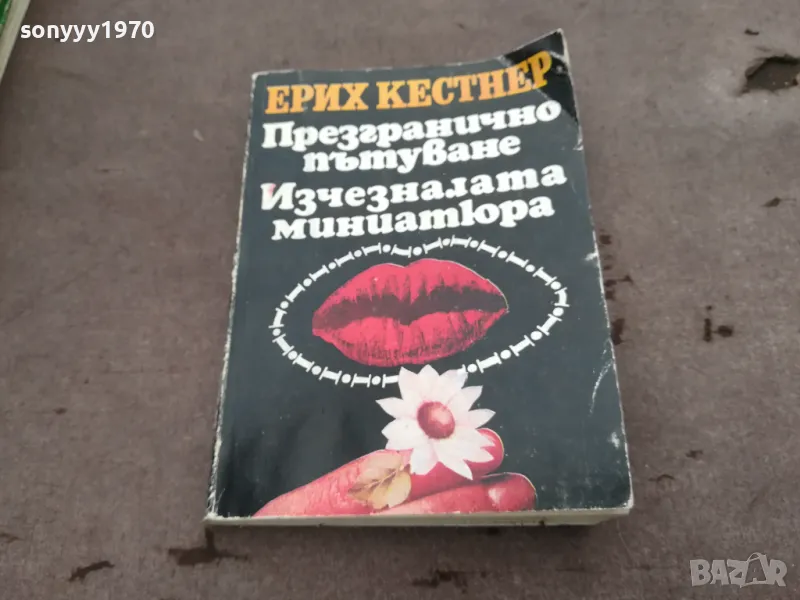 sonyyy1970
ЕРИХ КЕСТНЕР
Презгранично
пътуване
Изчезналата
миниатюра
BAZAR